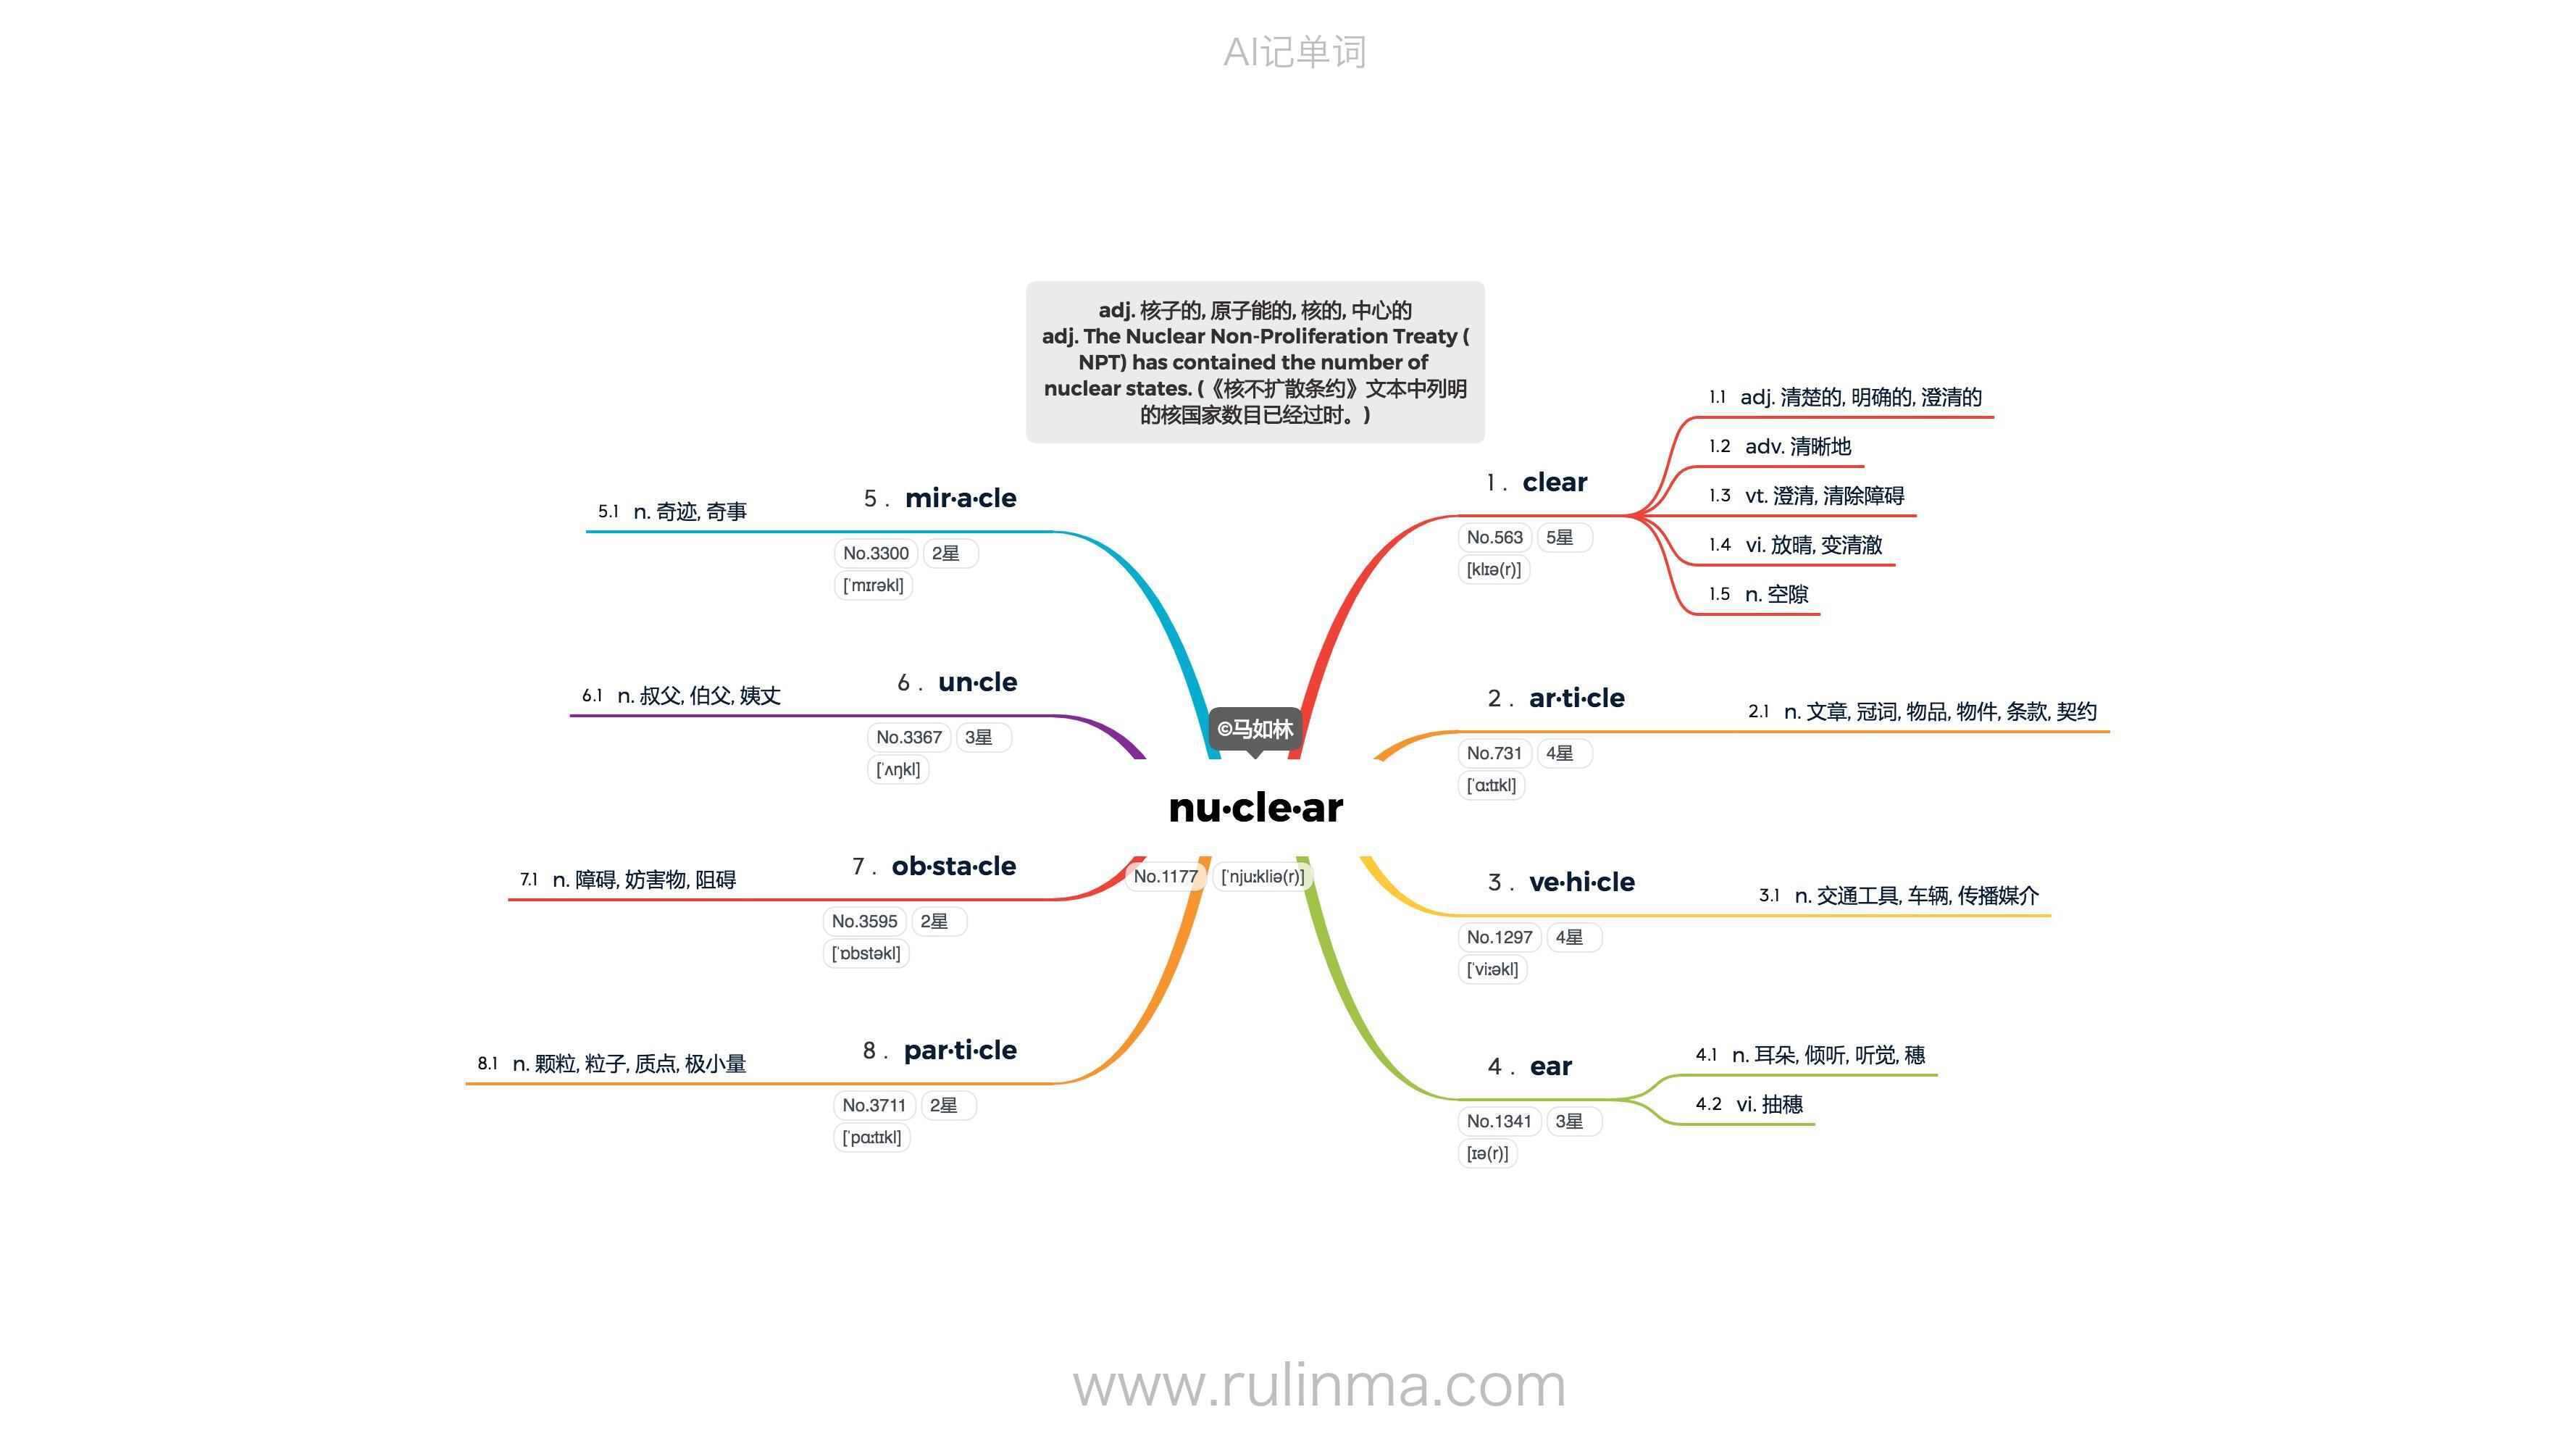 AI记单词
adj. 核子的, 原子能的, 核的, 中心的
adj. The Nuclear Non-Proliferation Treaty (
NPT) has contained the number of
nuclear states. (《核不扩散条约》文本中列明
的核国家数目已经过时。)
©马如林
nu·cle·ar
No.1177 [ˈnjuːkliə(r)]
1 . clear
No.563 5星
[klɪə(r)]
1.1 adj. 清楚的, 明确的, 澄清的
1.2 adv. 清晰地
1.3 vt. 澄清, 清除障碍
1.4 vi. 放晴, 变清澈
1.5 n. 空隙
2 . ar·ti·cle
No.731 4星
[ˈɑːtɪkl]
2.1 n. 文章, 冠词, 物品, 物件, 条款, 契约
3 . ve·hi·cle
No.1297 4星
[ˈviːəkl]
3.1 n. 交通工具, 车辆, 传播媒介
4 . ear
No.1341 3星
[ɪə(r)]
4.1 n. 耳朵, 倾听, 听觉, 穗
4.2 vi. 抽穗
5 . mir·a·cle
No.3300 2星
[ˈmɪrəkl]
5.1 n. 奇迹, 奇事
6 . un·cle
No.3367 3星
[ˈʌŋkl]
6.1 n. 叔父, 伯父, 姨丈
7 . ob·sta·cle
No.3595 2星
[ˈɒbstəkl]
7.1 n. 障碍, 妨害物, 阻碍
8 . par·ti·cle
No.3711 2星
[ˈpɑːtɪkl]
8.1 n. 颗粒, 粒子, 质点, 极小量
www.rulinma.com